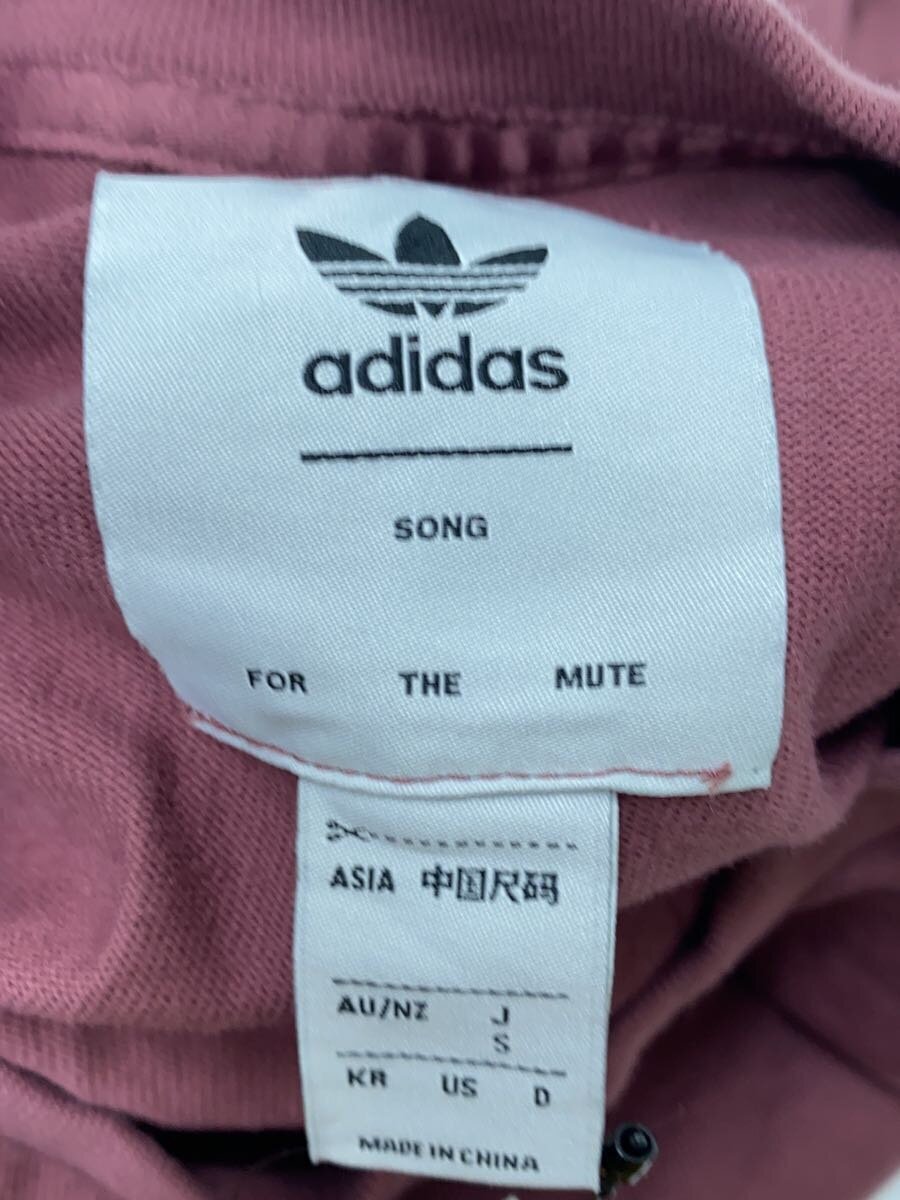 adidas
SONG
FOR THE MUTE
ASIA 中国尺码
AU/NZ J
S
KR US D
MADE IN CHINA